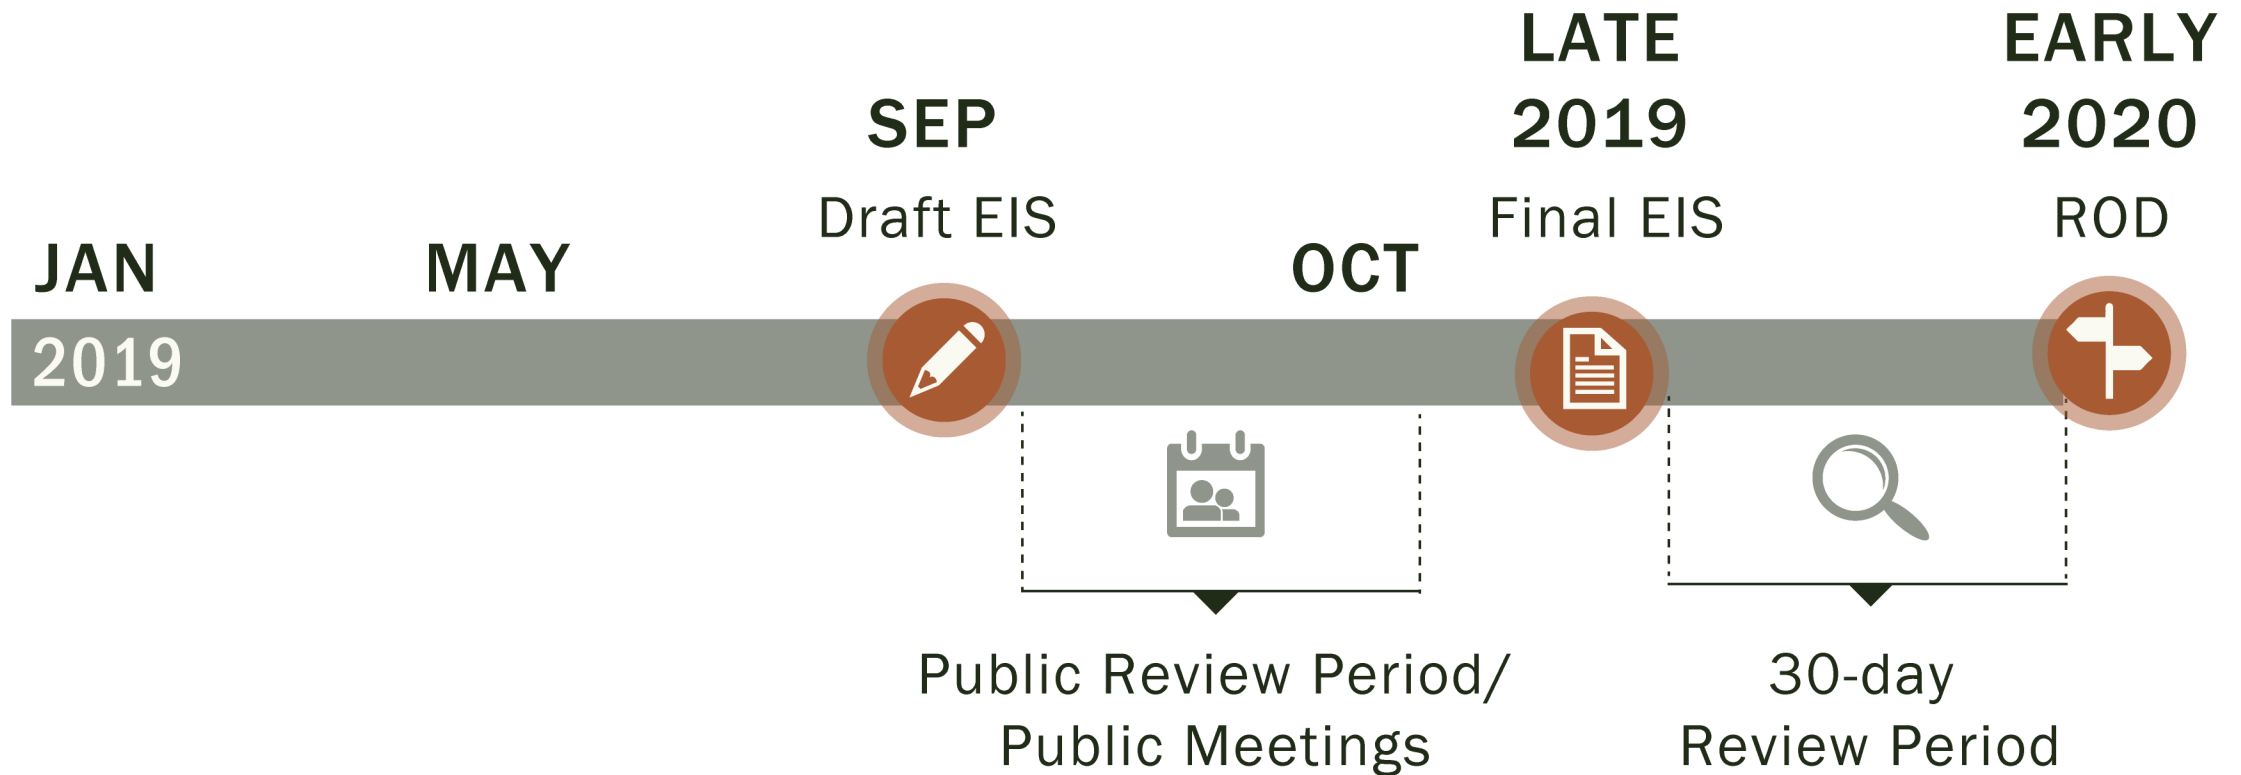 JAN
2019
MAY
SEP
Draft EIS
OCT
LATE
2019
Final EIS
EARLY
2020
ROD
Public Review Period/
Public Meetings
30-day
Review Period